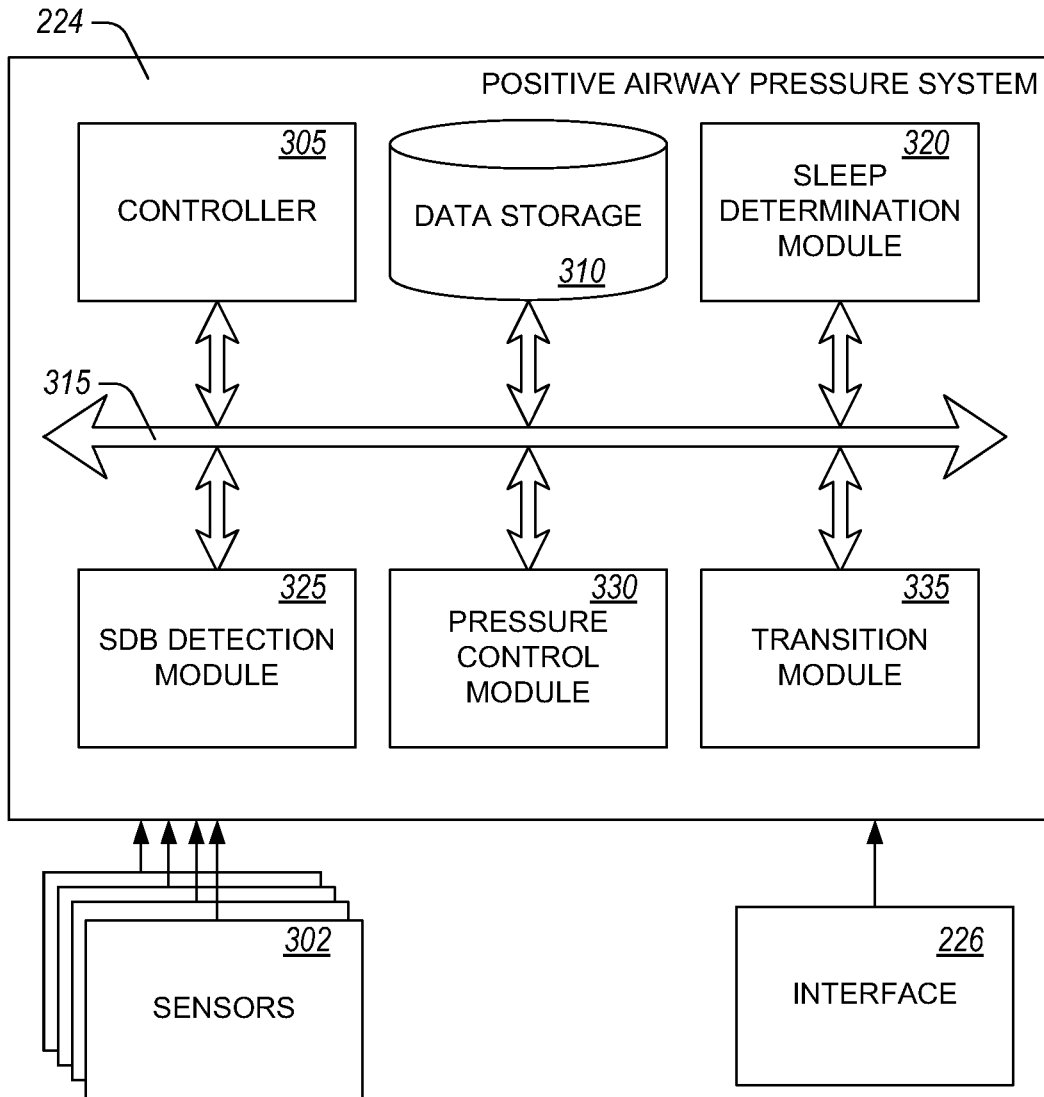 224
POSITIVE AIRWAY PRESSURE SYSTEM
305
CONTROLLER
DATA STORAGE
310
320
SLEEP
DETERMINATION
MODULE
315
325
SDB DETECTION
MODULE
330
PRESSURE
CONTROL
MODULE
335
TRANSITION
MODULE
302
SENSORS
226
INTERFACE